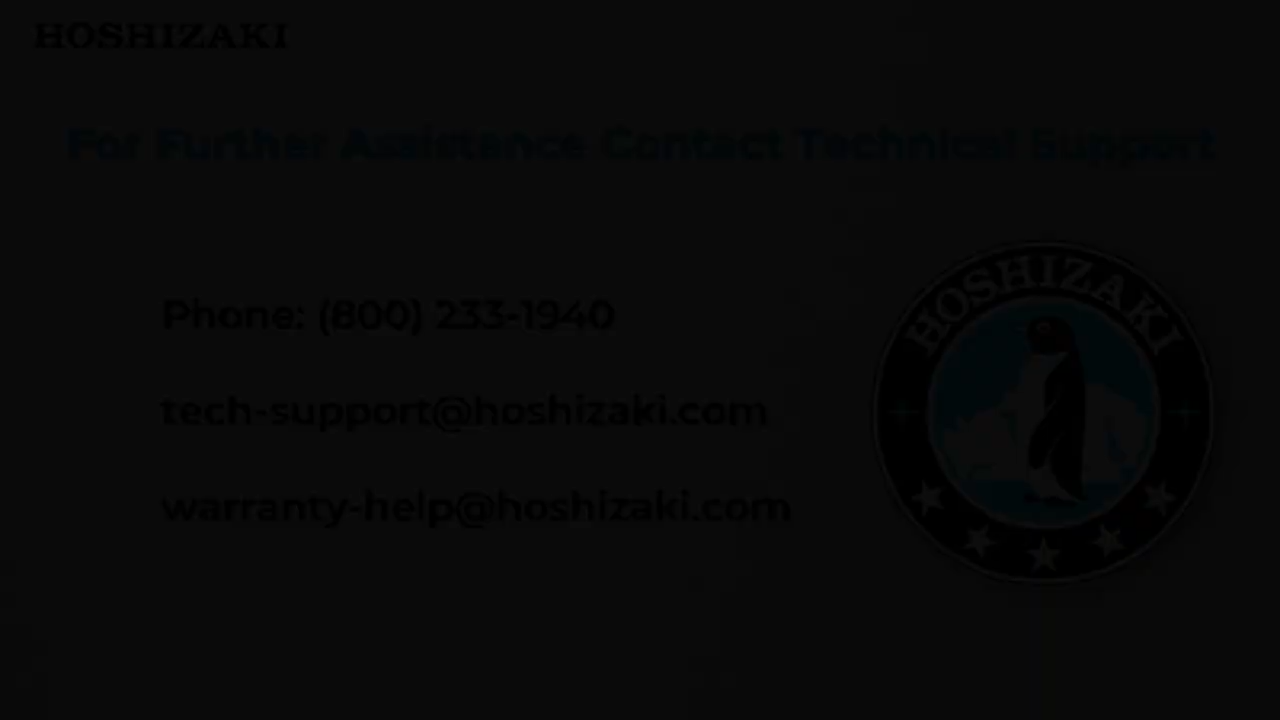 HOSHIZAKI
For Further Assistance Contact Technical Support
HOSHIZAKI
Phone: (800) 233-1940
tech-support@hoshizaki.com
warranty-help@hoshizaki.com